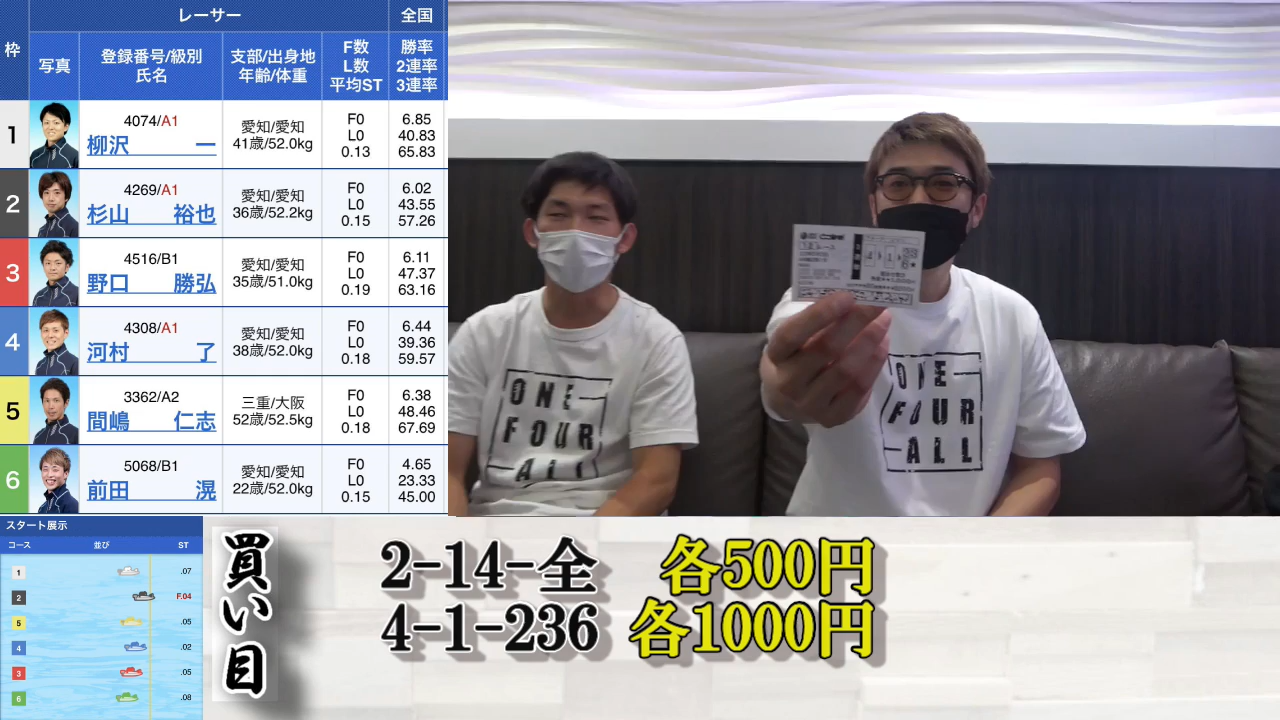 レーサー
全国
枠
写真
登録番号/級別
氏名
支部/出身地
年齢/体重
F数
L数
平均ST
勝率
2連率
3連率
1
4074/A1
柳沢 一
愛知/愛知
41歳/52.0kg
F0
L0
0.13
6.85
40.83
65.83
2
4269/A1
杉山 裕也
愛知/愛知
36歳/52.2kg
F0
L0
0.15
6.02
43.55
57.26
3
4516/B1
野口 勝弘
愛知/愛知
35歳/51.0kg
F0
L0
0.19
6.11
47.37
63.16
4
4308/A1
河村 了
愛知/愛知
38歳/52.0kg
F0
L0
0.18
6.44
39.36
59.57
5
3362/A2
間嶋 仁志
三重/大阪
52歳/52.5kg
F0
L0
0.18
6.38
48.46
67.69
6
5068/B1
前田 滉
愛知/愛知
22歳/52.0kg
F0
L0
0.15
4.65
23.33
45.00
ONE
FOUR
ALL
ONE
FOUR
ALL
スタート展示
コース 並び ST
1 .07
2 F.04
5 .05
4 .02
3 .05
6 .08
買い目
2-14-全 各500円
4-1-236 各1000円